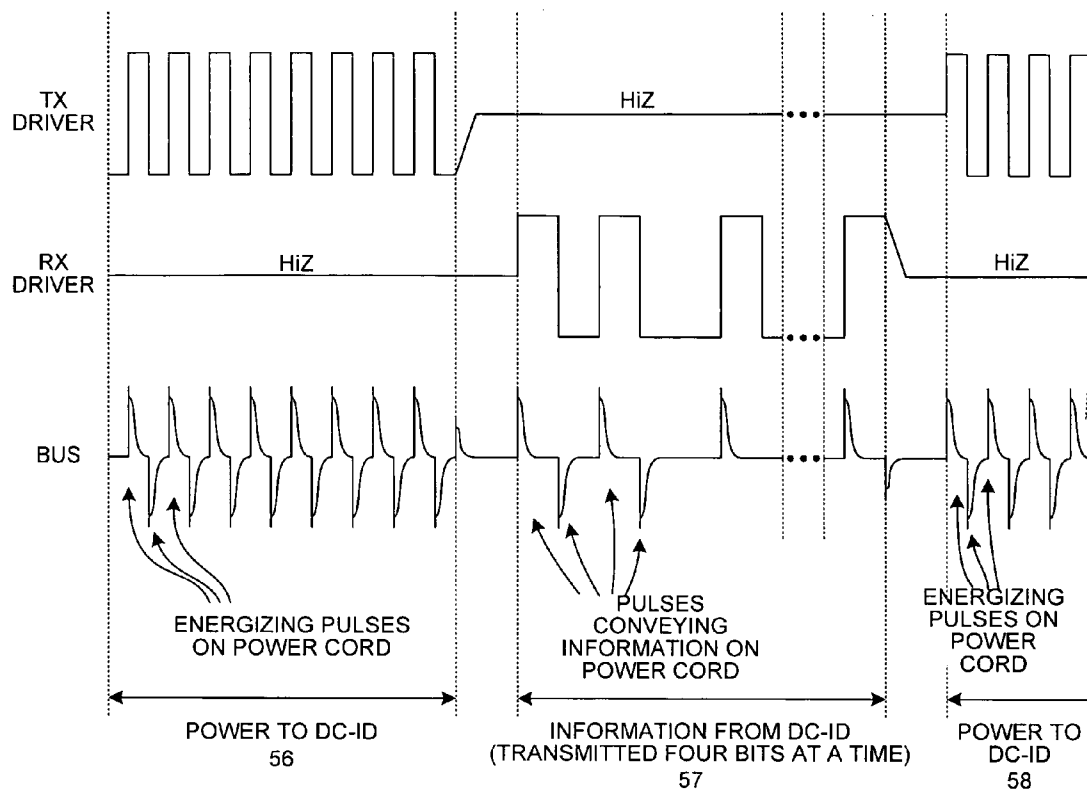 TX
DRIVER
HiZ
RX
DRIVER
HiZ
HiZ
BUS
ENERGIZING PULSES
ON POWER CORD
PULSES
CONVEYING
INFORMATION ON
POWER CORD
ENERGIZING
PULSES ON
POWER
CORD
POWER TO DC-ID
56
INFORMATION FROM DC-ID
(TRANSMITTED FOUR BITS AT A TIME)
57
POWER TO
DC-ID
58